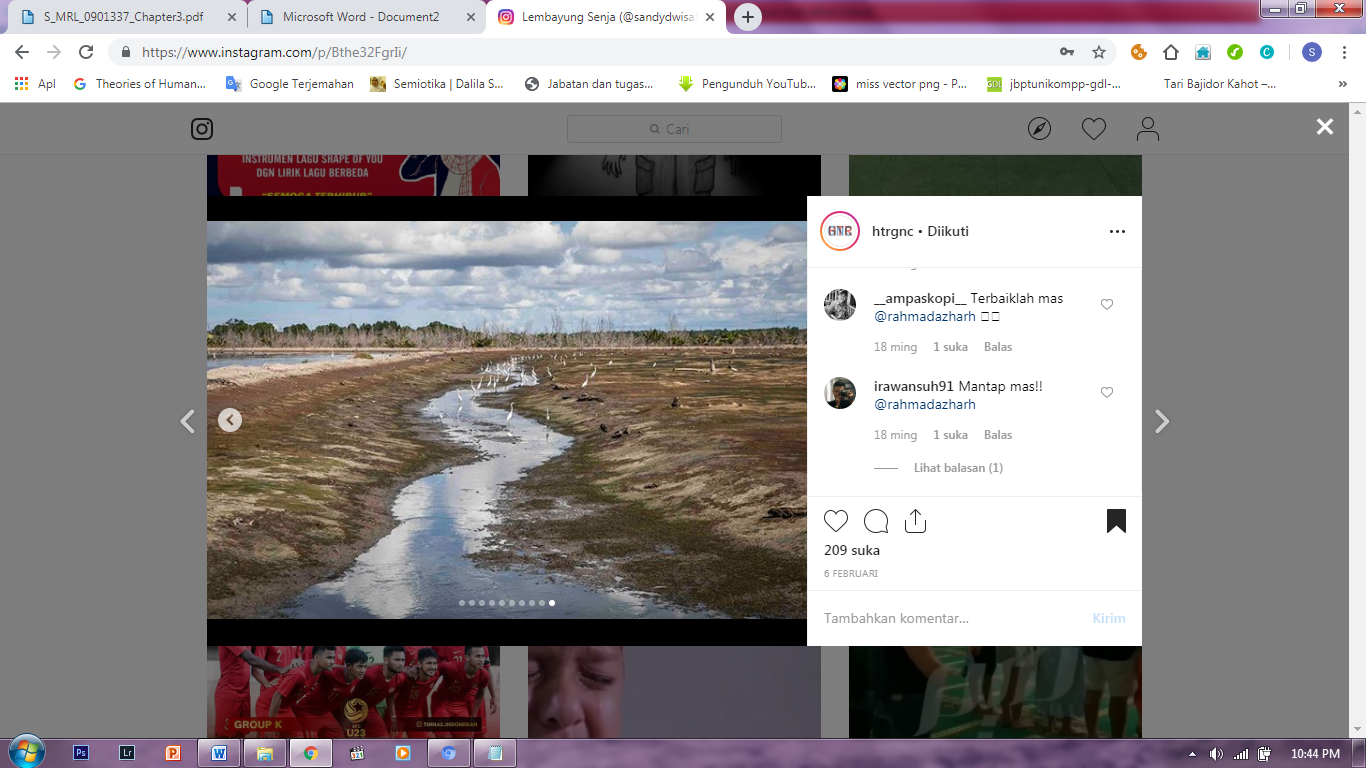 S_MRL_0901337_Chapter3.pdf
Microsoft Word - Document2
Lembayung Senja (@sandydwisa
https://www.instagram.com/p/Bthe32FgrIi/
S
Apl
Theories of Human...
Google Terjemahan
Semiotika | Dalila S...
Jabatan dan tugas...
Pengunduh YouTub...
miss vector png - P...
jbptunikompp-gdl-...
Tari Bajidor Kahot –...
Cari
INSTRUMEN LAGU SHAPE OF YOU
DGN LIRIK LAGU BERBEDA
"SEMOGA TERHIBUR"
htrgnc • Diikuti
__ampaskopi__ Terbaiklah mas
@rahmadazharh
18 ming 1 suka Balas
irawansuh91 Mantap mas!!
@rahmadazharh
18 ming 1 suka Balas
Lihat balasan (1)
209 suka
6 FEBRUARI
Tambahkan komentar...
Kirim
GROUP K
U23
Ps
Lr
10:44 PM